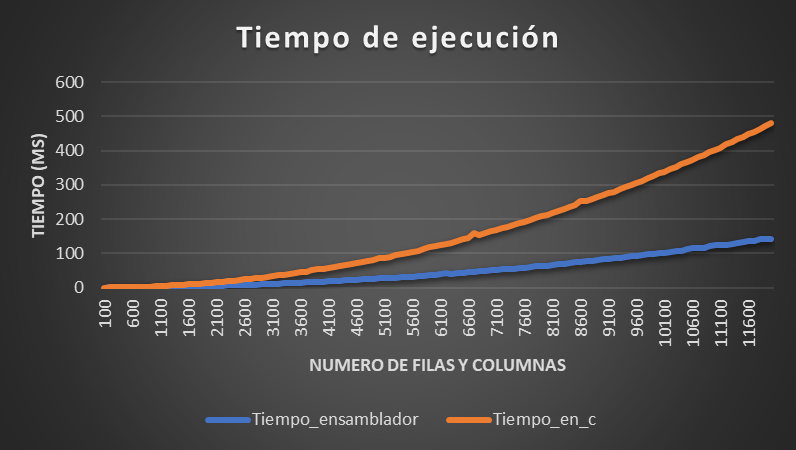 Tiempo de ejecución
600
500
400
300
200
100
0
TIEMPO (MS)
100 600 1100 1600 2100 2600 3100 3600 4100 4600 5100 5600 6100 6600 7100 7600 8100 8600 9100 9600 10100 10600 11100 11600
NUMERO DE FILAS Y COLUMNAS
Tiempo_ensamblador Tiempo_en_c